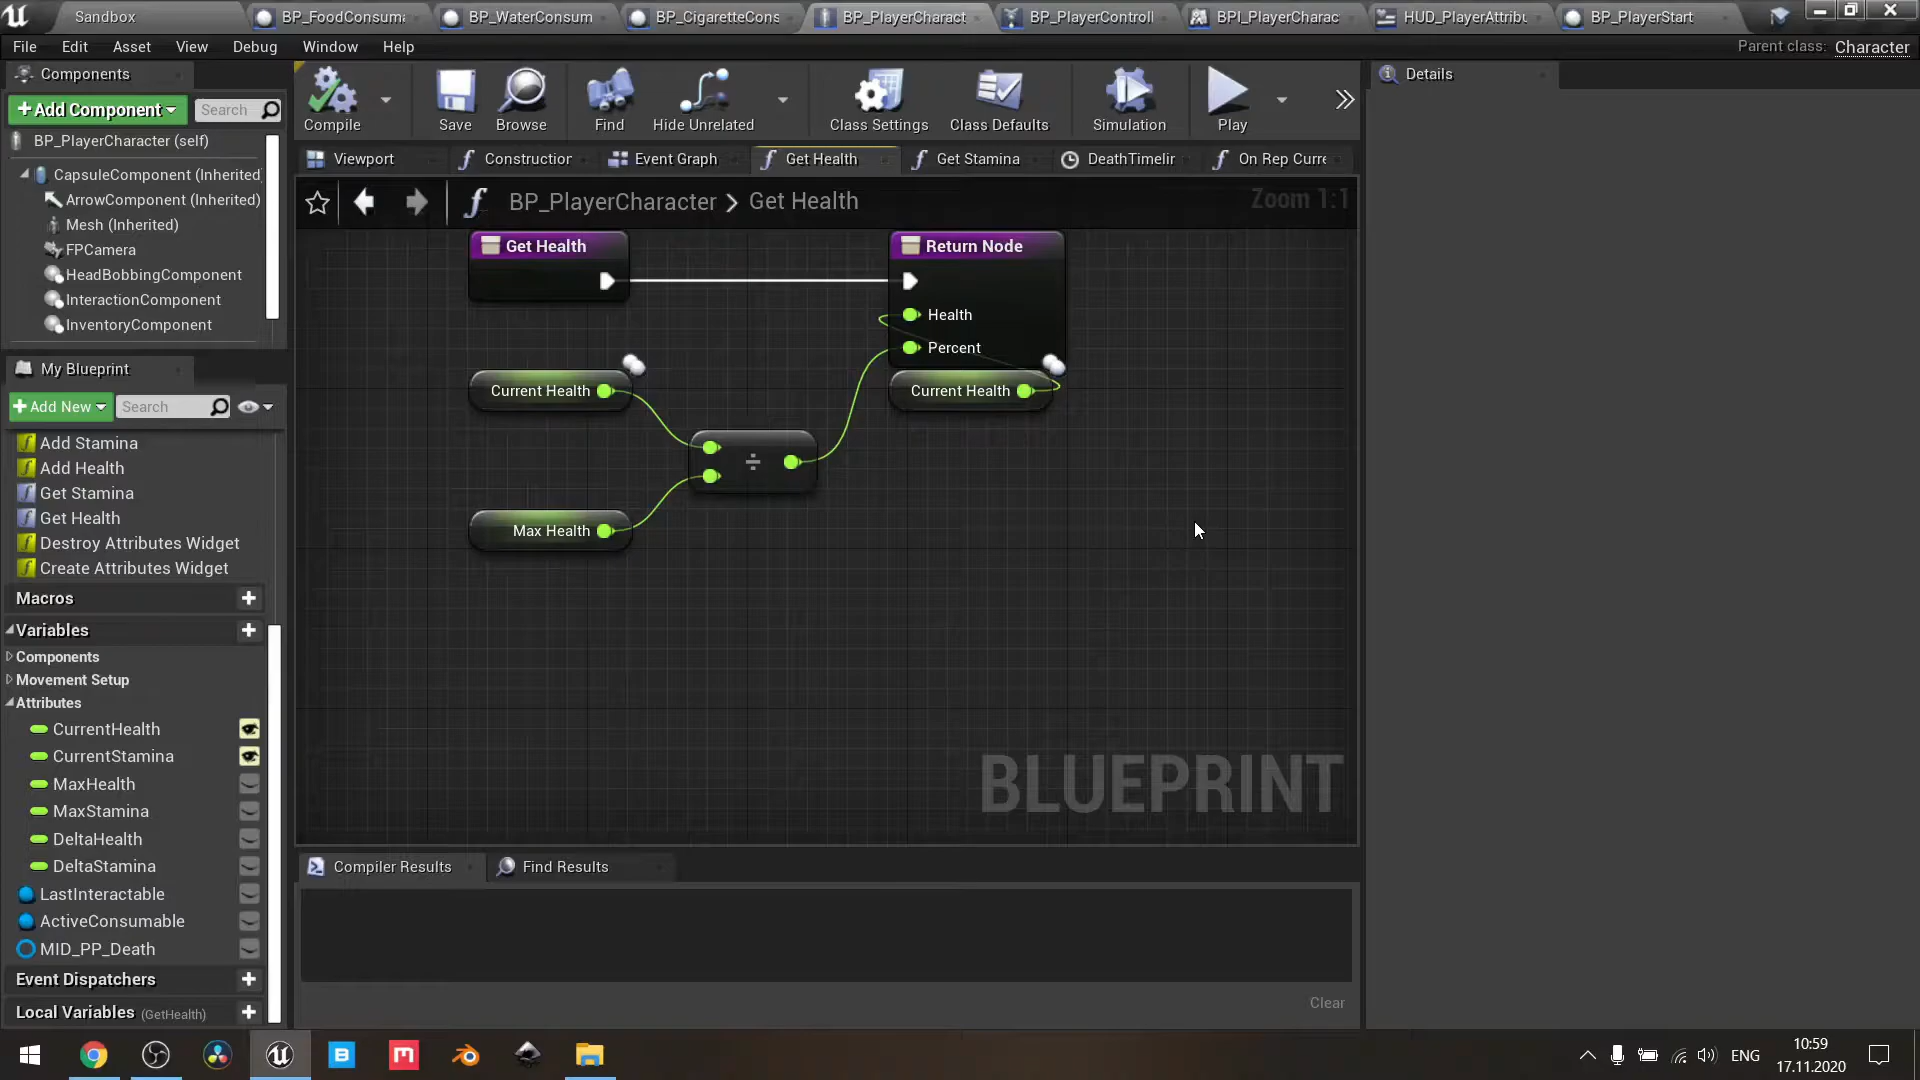 Sandbox
BP_FoodConsum
BP_WaterConsum
BP_CigaretteCons
BP_PlayerCharact
BP_PlayerControll
BPI_PlayerCharac
HUD_PlayerAttribu
BP_PlayerStart
File
Edit
Asset
View
Debug
Window
Help
Parent class: Character
Components
+ Add Component
Search
BP_PlayerCharacter (self)
CapsuleComponent (Inherited
ArrowComponent (Inherited)
Mesh (Inherited)
FPCamera
HeadBobbingComponent
InteractionComponent
InventoryComponent
Compile
Save
Browse
Find
Hide Unrelated
Class Settings
Class Defaults
Simulation
Play
Details
Viewport
Construction
Event Graph
Get Health
Get Stamina
DeathTimelin
On Rep Curre
BP_PlayerCharacter > Get Health
Zoom 1:1
Get Health
Return Node
Health
Percent
Current Health
Current Health
÷
Max Health
BLUEPRINT
My Blueprint
+ Add New
Search
Add Stamina
Add Health
Get Stamina
Get Health
Destroy Attributes Widget
Create Attributes Widget
Macros
Variables
Components
Movement Setup
Attributes
CurrentHealth
CurrentStamina
MaxHealth
MaxStamina
DeltaHealth
DeltaStamina
LastInteractable
ActiveConsumable
MID_PP_Death
Event Dispatchers
Local Variables (GetHealth)
Compiler Results
Find Results
Clear
ENG
10:59
17.11.2020